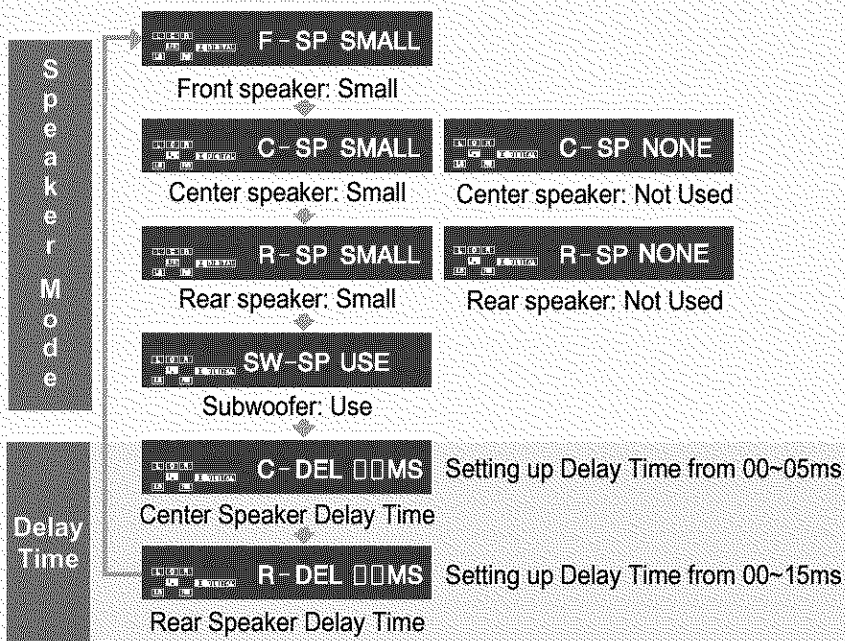 Speaker Mode
F-SP SMALL
Front speaker: Small
C-SP SMALL
C-SP NONE
Center speaker: Small
Center speaker: Not Used
R-SP SMALL
R-SP NONE
Rear speaker: Small
Rear speaker: Not Used
SW-SP USE
Subwoofer: Use
Delay
Time
C-DEL ▯▯MS
Setting up Delay Time from 00~05ms
Center Speaker Delay Time
R-DEL ▯▯MS
Setting up Delay Time from 00~15ms
Rear Speaker Delay Time